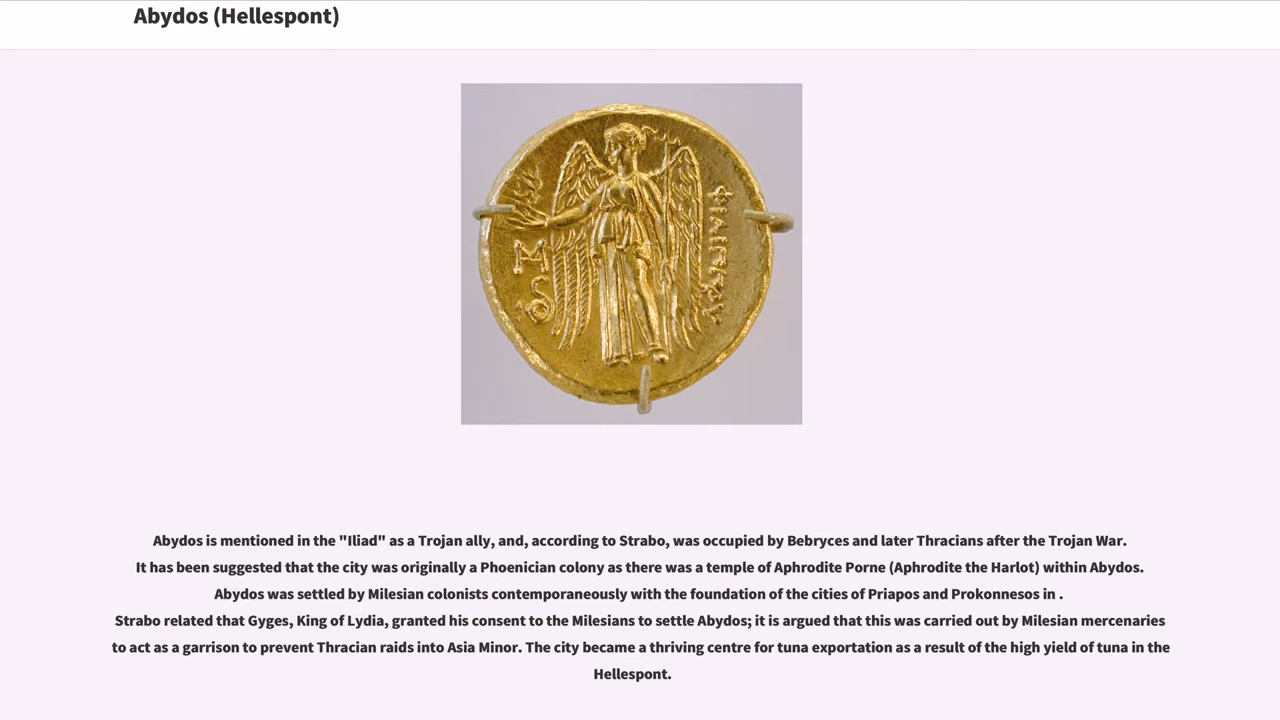 Abydos (Hellespont)
Abydos is mentioned in the "Iliad" as a Trojan ally, and, according to Strabo, was occupied by Bebryces and later Thracians after the Trojan War.
It has been suggested that the city was originally a Phoenician colony as there was a temple of Aphrodite Porne (Aphrodite the Harlot) within Abydos.
Abydos was settled by Milesian colonists contemporaneously with the foundation of the cities of Priapos and Prokonnesos in .
Strabo related that Gyges, King of Lydia, granted his consent to the Milesians to settle Abydos; it is argued that this was carried out by Milesian mercenaries
to act as a garrison to prevent Thracian raids into Asia Minor. The city became a thriving centre for tuna exportation as a result of the high yield of tuna in the
Hellespont.